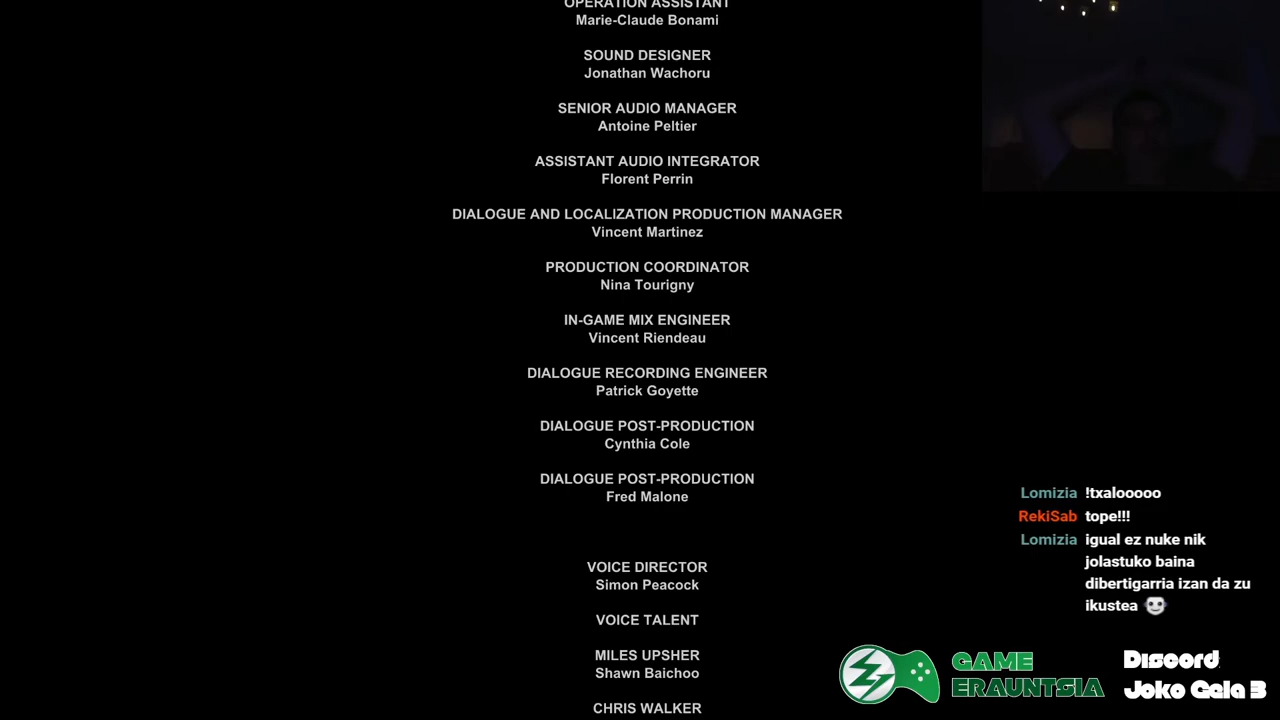 OPERATION ASSISTANT
Marie-Claude Bonami
SOUND DESIGNER
Jonathan Wachoru
SENIOR AUDIO MANAGER
Antoine Peltier
ASSISTANT AUDIO INTEGRATOR
Florent Perrin
DIALOGUE AND LOCALIZATION PRODUCTION MANAGER
Vincent Martinez
PRODUCTION COORDINATOR
Nina Tourigny
IN-GAME MIX ENGINEER
Vincent Riendeau
DIALOGUE RECORDING ENGINEER
Patrick Goyette
DIALOGUE POST-PRODUCTION
Cynthia Cole
DIALOGUE POST-PRODUCTION
Fred Malone
VOICE DIRECTOR
Simon Peacock
VOICE TALENT
MILES UPSHER
Shawn Baichoo
CHRIS WALKER
Lomizia !txalooooo
RekiSab tope!!!
Lomizia igual ez nuke nik
jolastuko baina
dibertigarria izan da zu
ikustea
GAME
ERAUNTSIA
Discord
Joko Gela 3